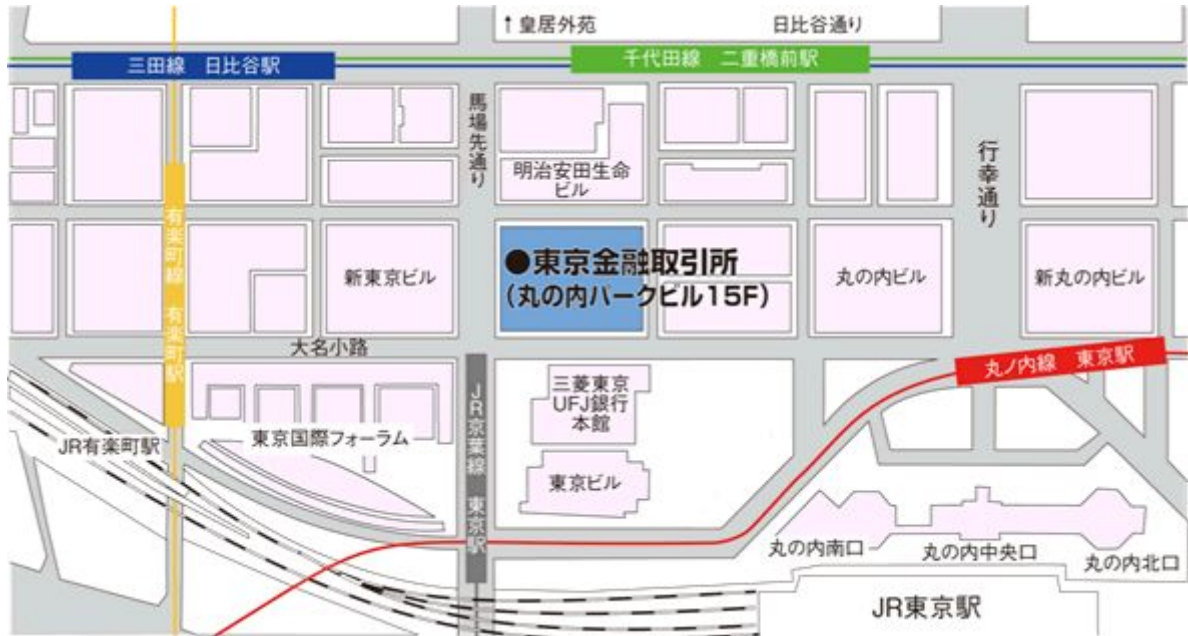 ↑皇居外苑
日比谷通り
三田線 日比谷駅
千代田線 二重橋前駅
馬場先通り
明治安田生命
ビル
行幸通り
有楽町線 有楽町駅
新東京ビル
●東京金融取引所
(丸の内パークビル15F)
丸の内ビル
新丸の内ビル
大名小路
丸ノ内線 東京駅
JR京葉線 東京駅
三菱東京
UFJ銀行
本館
JR有楽町駅
東京国際フォーラム
東京ビル
丸の内南口
丸の内中央口
丸の内北口
JR東京駅